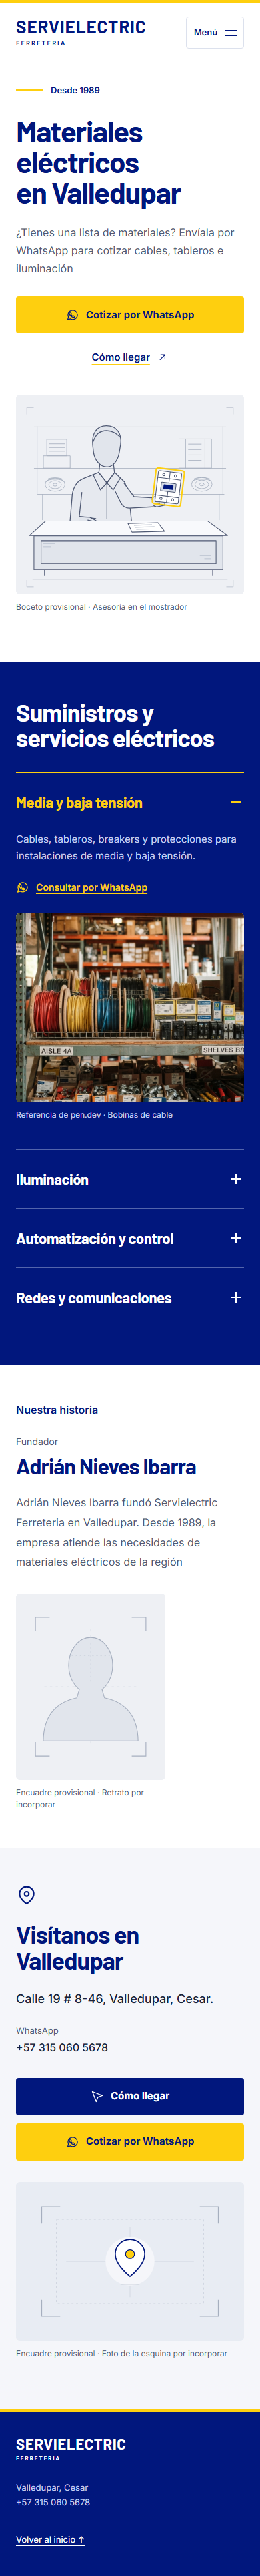 SERVIELECTRIC
FERRETERIA
Menú
Desde 1989
Materiales
eléctricos
en Valledupar
¿Tienes una lista de materiales? Envíala por
WhatsApp para cotizar cables, tableros e
iluminación
Cotizar por WhatsApp
Cómo llegar
Boceto provisional · Asesoría en el mostrador
Suministros y
servicios eléctricos
Media y baja tensión
Cables, tableros, breakers y protecciones para
instalaciones de media y baja tensión.
Consultar por WhatsApp
AISLE 4A
SHELVES B/
Referencia de pen.dev · Bobinas de cable
Iluminación
Automatización y control
Redes y comunicaciones
Nuestra historia
Fundador
Adrián Nieves Ibarra
Adrián Nieves Ibarra fundó Servielectric
Ferreteria en Valledupar. Desde 1989, la
empresa atiende las necesidades de
materiales eléctricos de la región
Encuadre provisional · Retrato por
incorporar
Visítanos en
Valledupar
Calle 19 # 8-46, Valledupar, Cesar.
WhatsApp
+57 315 060 5678
Cómo llegar
Cotizar por WhatsApp
Encuadre provisional · Foto de la esquina por incorporar
SERVIELECTRIC
FERRETERIA
Valledupar, Cesar
+57 315 060 5678
Volver al inicio ↑